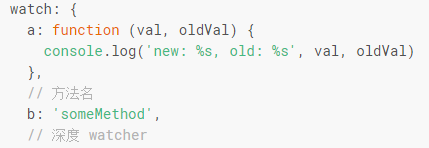 watch: {
a: function (val, oldVal) {
console.log('new: %s, old: %s', val, oldVal)
},
// 方法名
b: 'someMethod',
// 深度 watcher